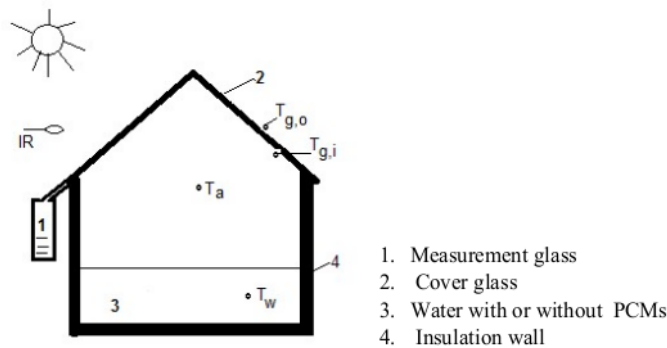 2
T_g,o
IR
T_g,i
T_a
1
4
3
T_w
1. Measurement glass
2. Cover glass
3. Water with or without PCMs
4. Insulation wall